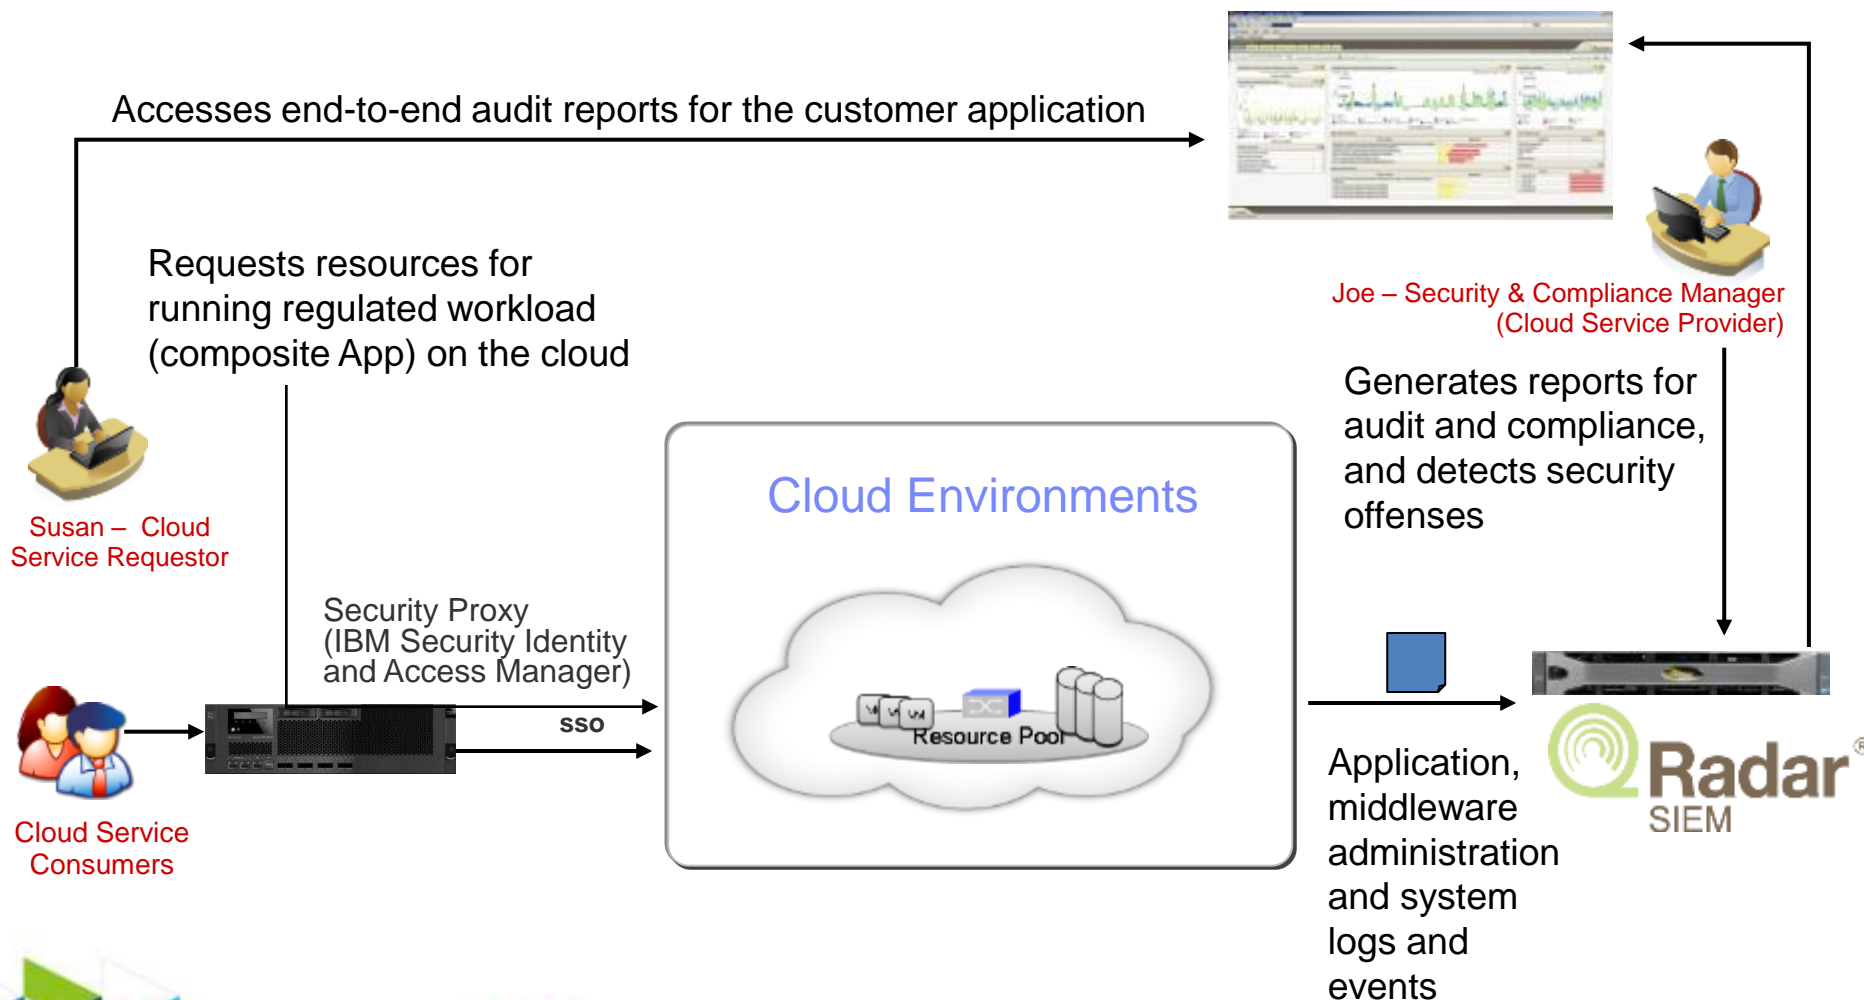 Accesses end-to-end audit reports for the customer application
Requests resources for
running regulated workload
(composite App) on the cloud
Joe – Security & Compliance Manager
(Cloud Service Provider)
Generates reports for
audit and compliance,
and detects security
offenses
Susan – Cloud
Service Requestor
Cloud Environments
Security Proxy
(IBM Security Identity
and Access Manager)
sso
Resource Pool
Cloud Service
Consumers
QRadar®
SIEM
Application,
middleware
administration
and system
logs and
events